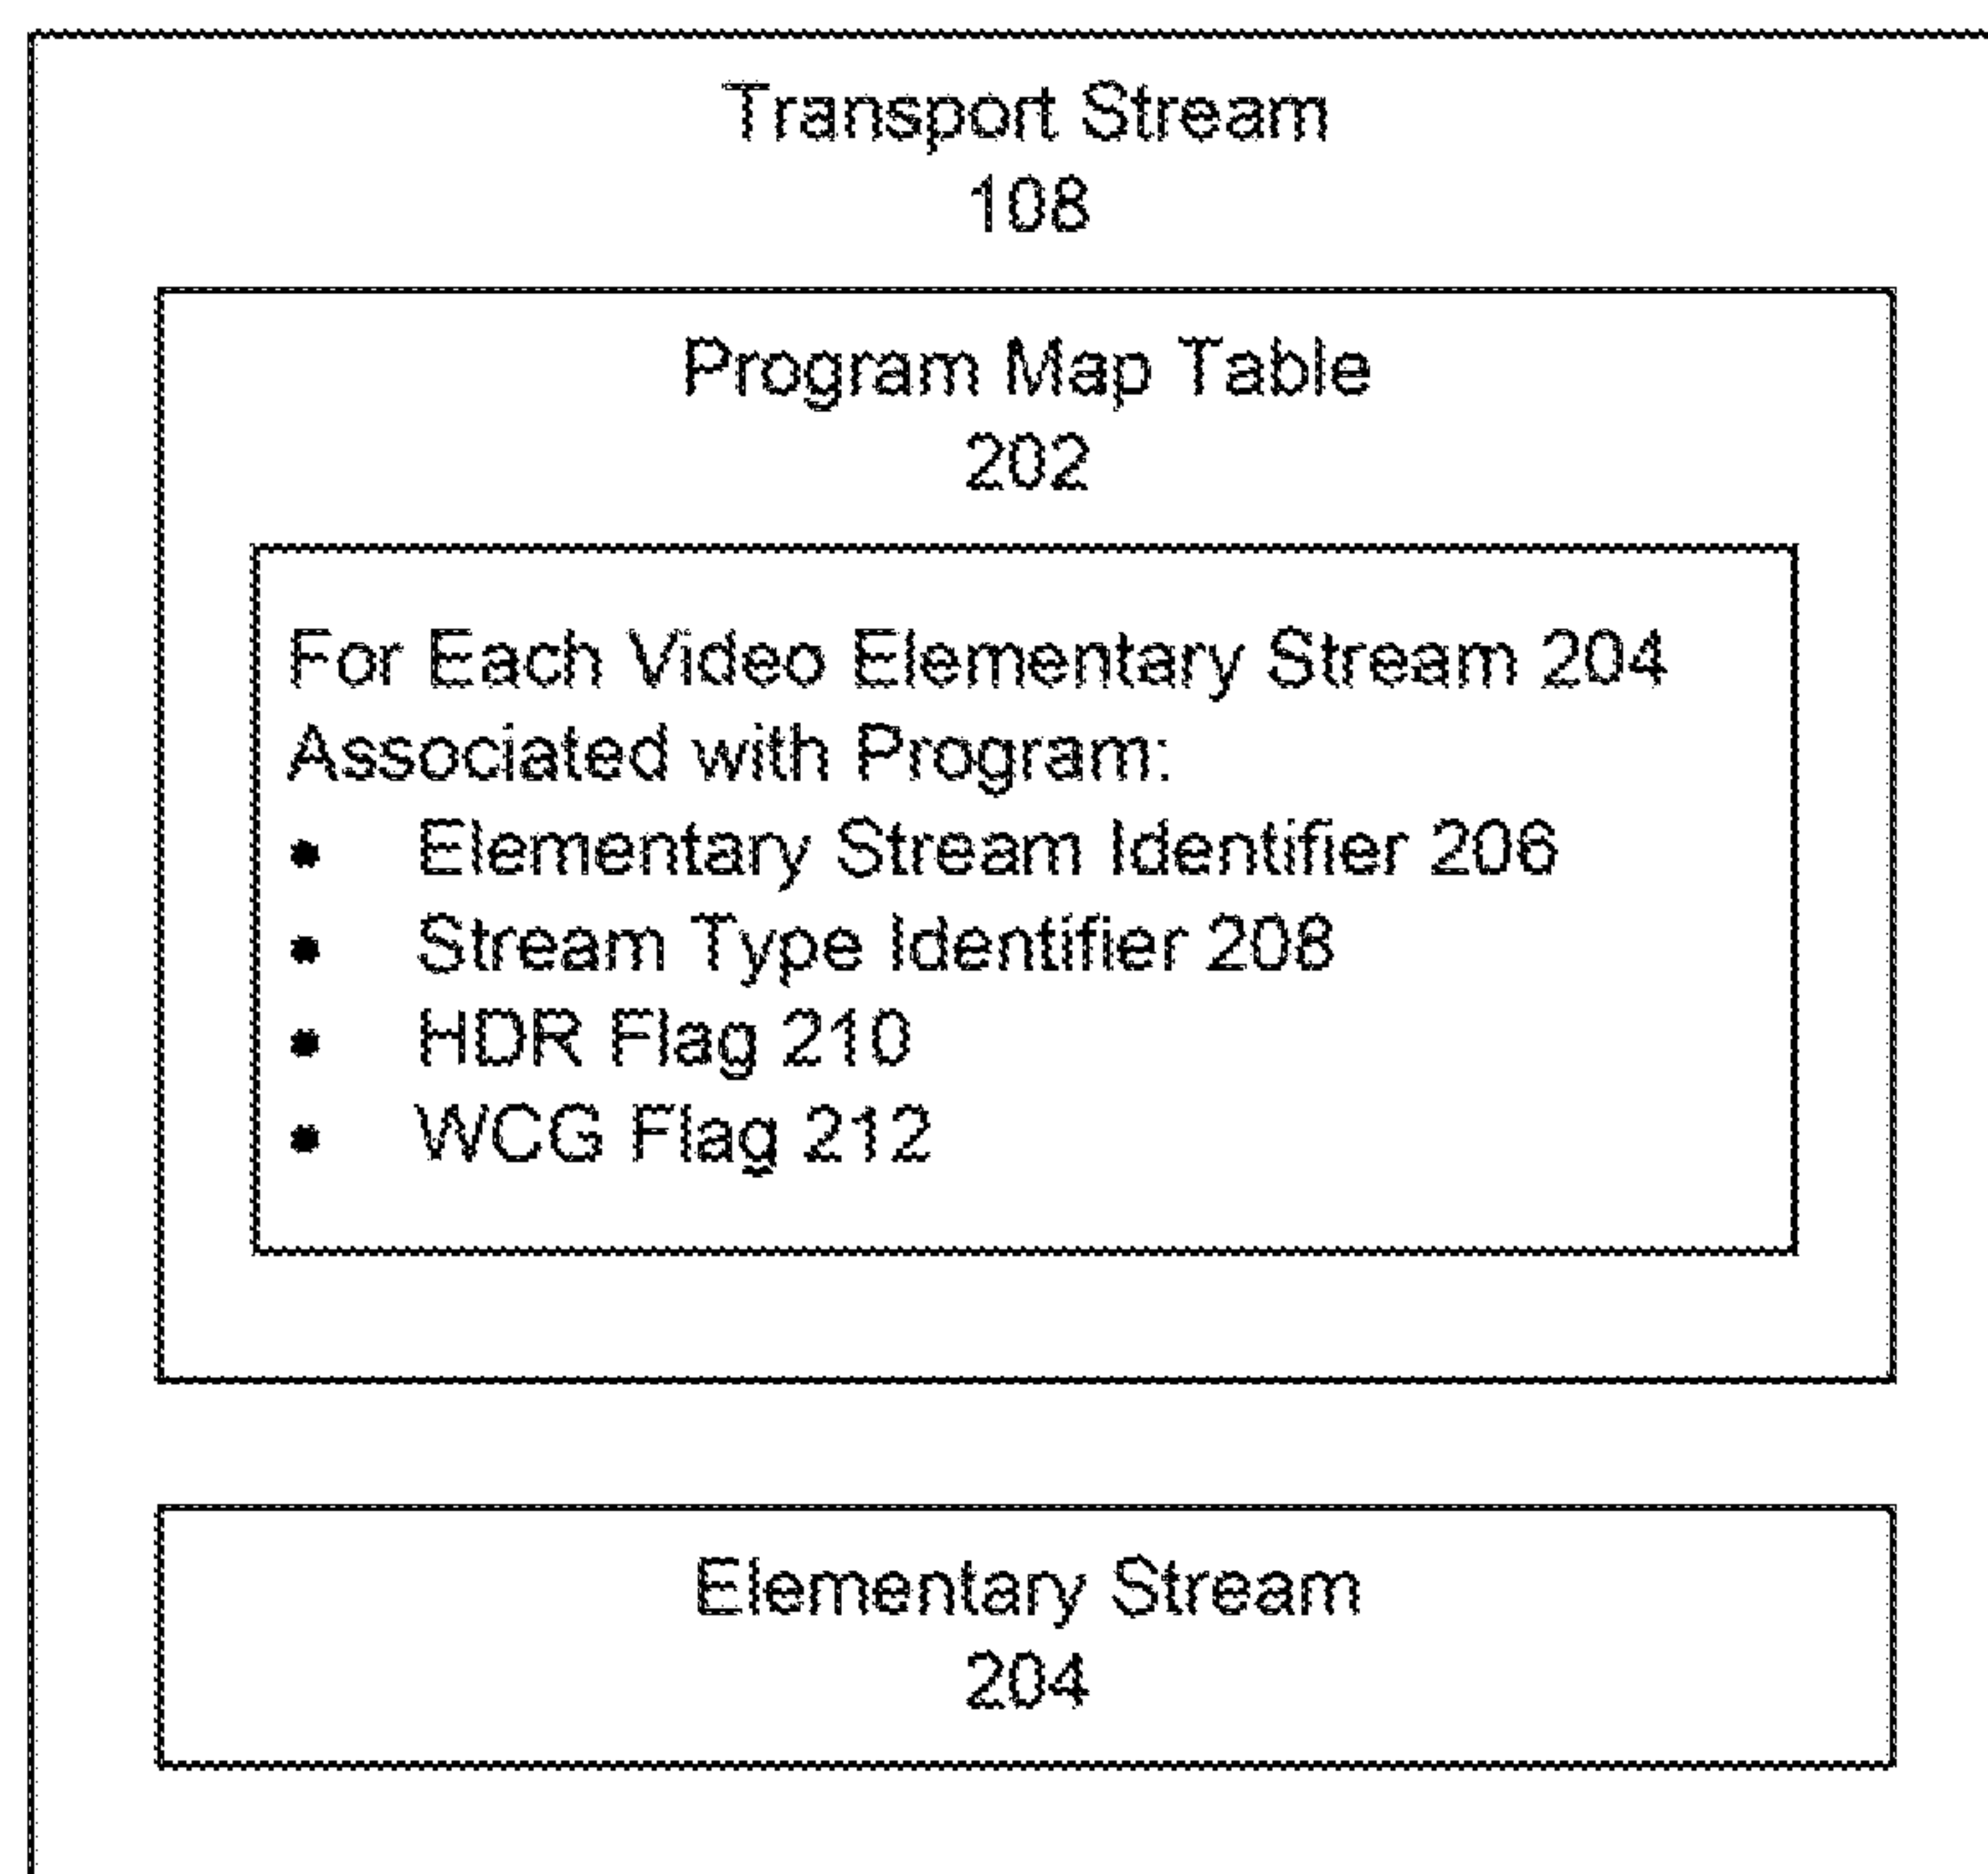 Transport Stream
108
Program Map Table
202
For Each Video Elementary Stream 204
Associated with Program:
• Elementary Stream Identifier 206
• Stream Type Identifier 208
• HDR Flag 210
• WCG Flag 212
Elementary Stream
204